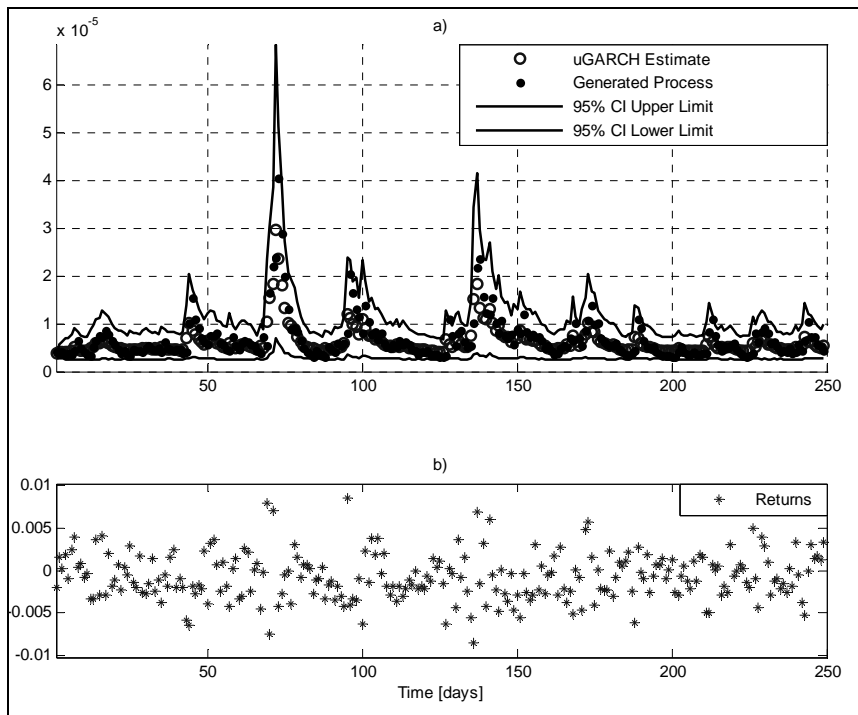 x 10^-5
a)
uGARCH Estimate
Generated Process
95% CI Upper Limit
95% CI Lower Limit
6
5
4
3
2
1
0
50
100
150
200
250
b)
Returns
0.01
0.005
0
-0.005
-0.01
50
100
150
200
250
Time [days]